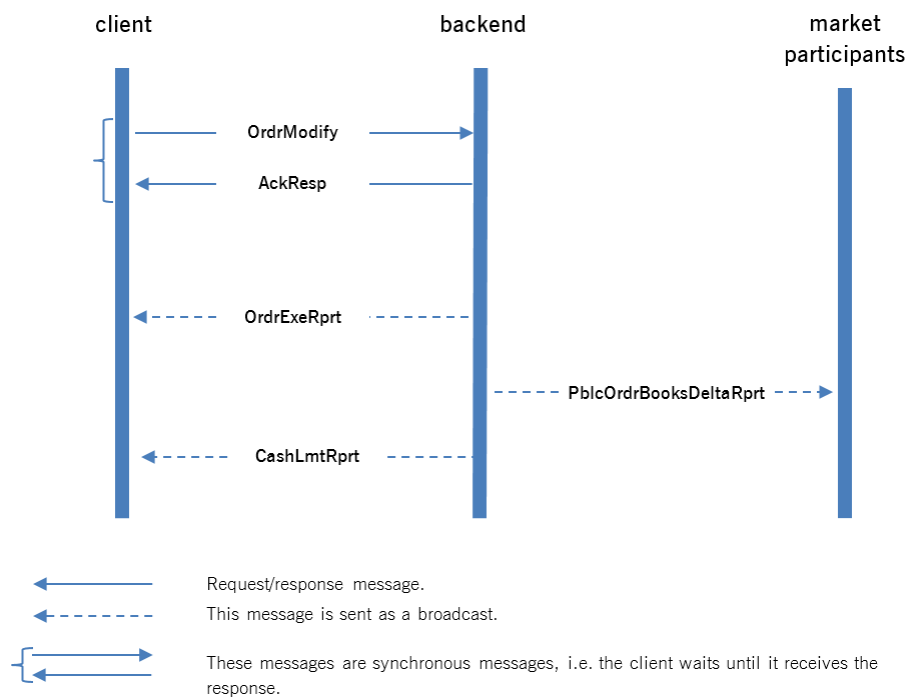 client
backend
market
participants
OrdrModify
AckResp
OrdrExeRprt
PblcOrdrBooksDeltaRprt
CashLmtRprt
Request/response message.
This message is sent as a broadcast.
These messages are synchronous messages, i.e. the client waits until it receives the
response.